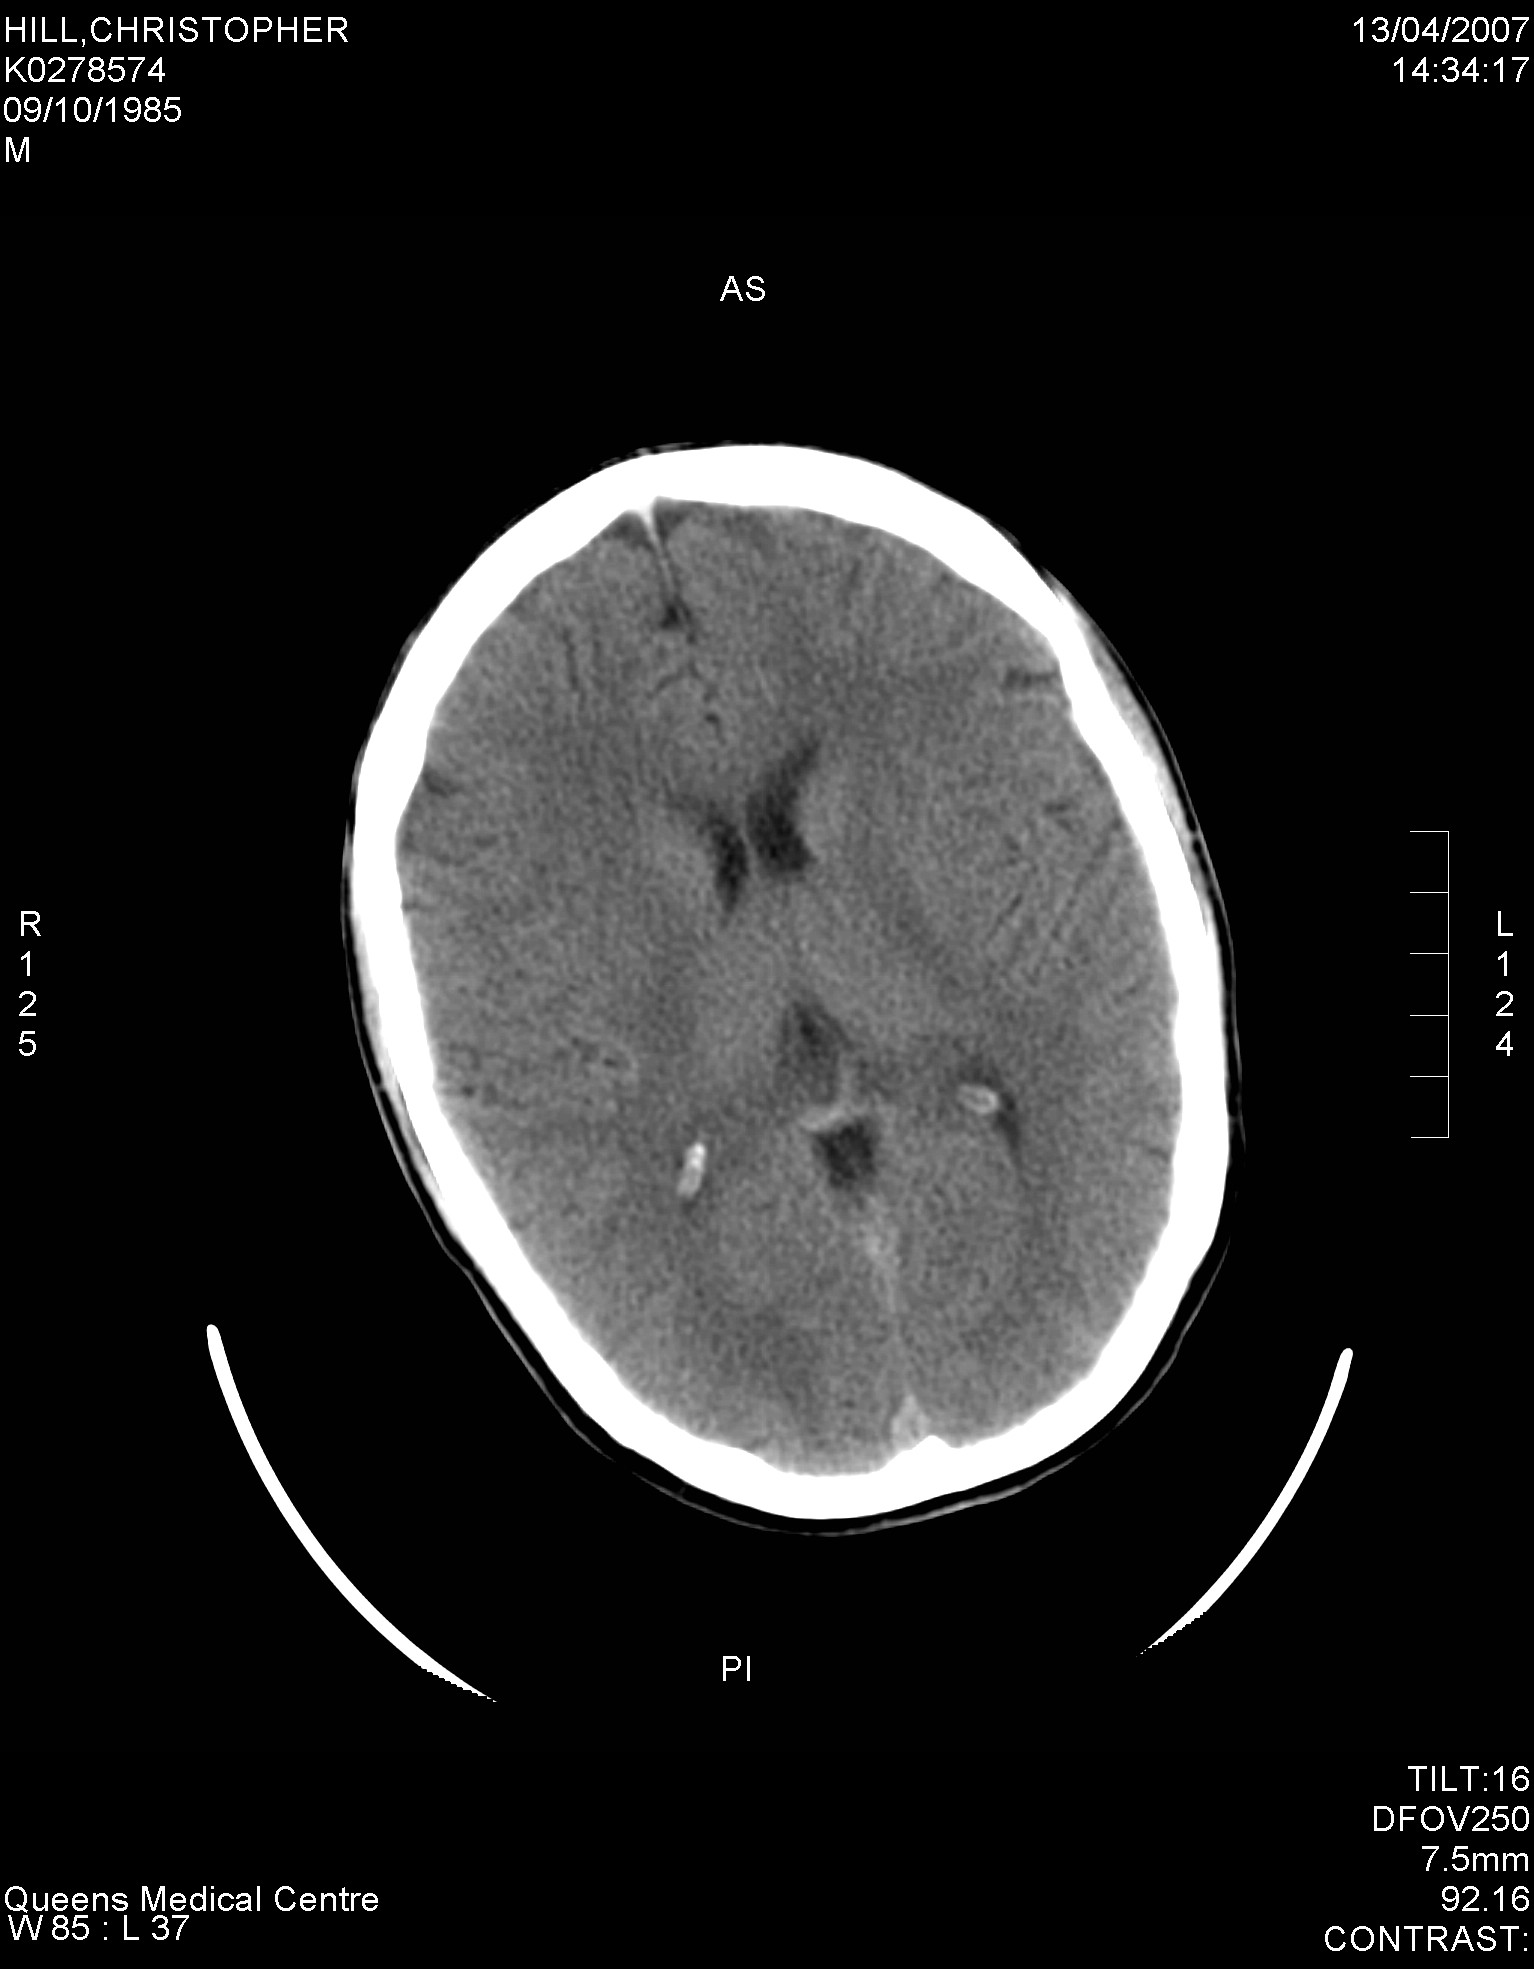 HILL,CHRISTOPHER
K0278574
09/10/1985
M
13/04/2007
14:34:17
AS
R
1
2
5
L
1
2
4
PI
TILT:16
DFOV250
7.5mm
92.16
CONTRAST:
Queens Medical Centre
W 85 : L 37